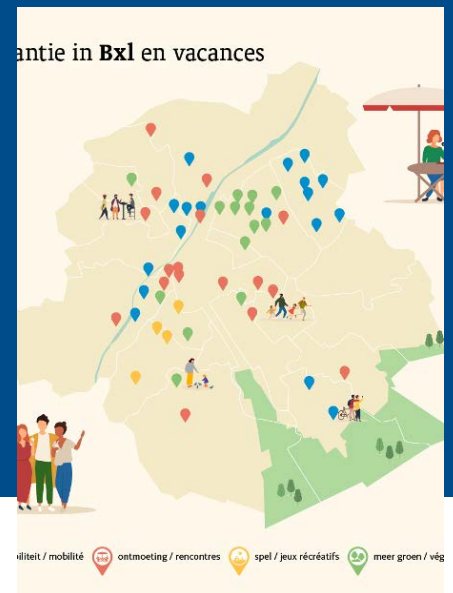 antie in Bxl en vacances
biliteit / mobilité ontmoeting / rencontres spel / jeux récréatifs meer groen / vég